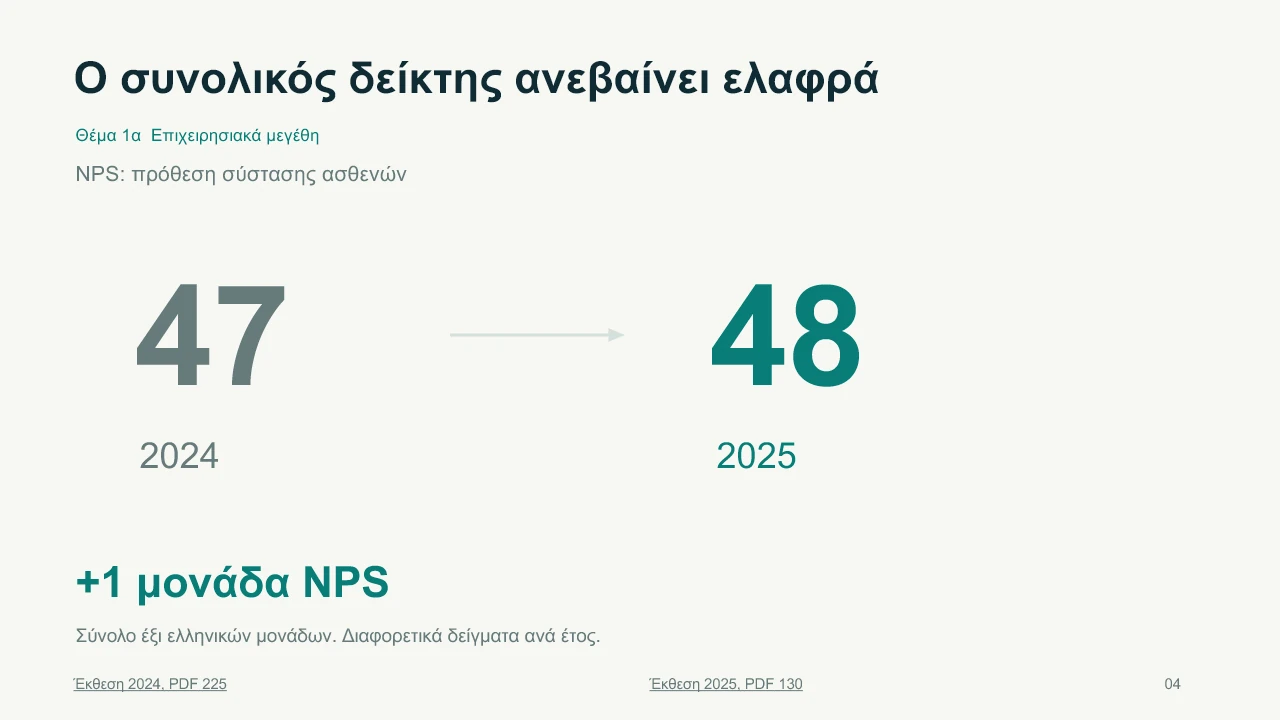 Ο συνολικός δείκτης ανεβαίνει ελαφρά
Θέμα 1α  Επιχειρησιακά μεγέθη
NPS: πρόθεση σύστασης ασθενών
47
48
2024
2025
+1 μονάδα NPS
Σύνολο έξι ελληνικών μονάδων. Διαφορετικά δείγματα ανά έτος.
Έκθεση 2024, PDF 225
Έκθεση 2025, PDF 130
04